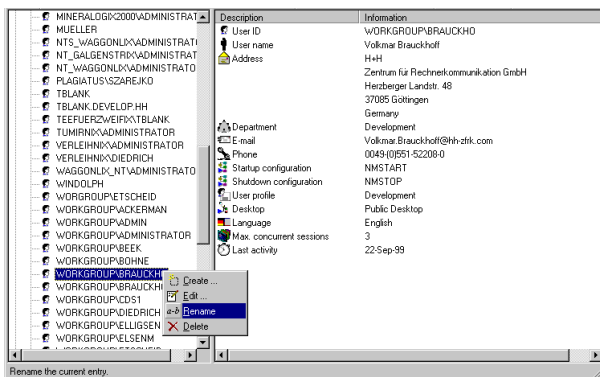 MINERALOGIX2000\ADMINISTRAT
MUELLER
NTS_WAGGONLIX\ADMINISTRATI
NT_GALGENSTRIX\ADMINISTRAT
NT_WAGGONLIX\ADMINISTRATO
PLAGIATUS\SZAREJKO
TBLANK
TBLANK.DEVELOP.HH
TEEFUERZWEIFIX\TBLANK
TUMIRNIX\ADMINISTRATOR
VERLEIHNIX\ADMINISTRATOR
VERLEIHNIX\DIEDRICH
WAGGONLIX_NT\ADMINISTRATO
WINDOLPH
WORGROUP\ETSCHEID
WORKGROUP\ACKERMAN
WORKGROUP\ADMIN
WORKGROUP\ADMINISTRATOR
WORKGROUP\BEEK
WORKGROUP\BOHNE
WORKGROUP\BRAUCKHO
WORKGROUP\BRAUCKH
WORKGROUP\CDS1
WORKGROUP\DIEDRICH
WORKGROUP\ELLIGSEN
WORKGROUP\ELSENM
Create ...
Edit ...
a-b Rename
Delete
Description Information
User ID WORKGROUP\BRAUCKHO
User name Volkmar Brauckhoff
Address H+H
Zentrum für Rechnerkommunikation GmbH
Herzberger Landstr. 48
37085 Göttingen
Germany
Department Development
E-mail Volkmar.Brauckhoff@hh-zfrk.com
Phone 0049-(0)551-52208-0
Startup configuration NMSTART
Shutdown configuration NMSTOP
User profile Development
Desktop Public Desktop
Language English
Max. concurrent sessions 3
Last activity 22-Sep-99
Rename the current entry.